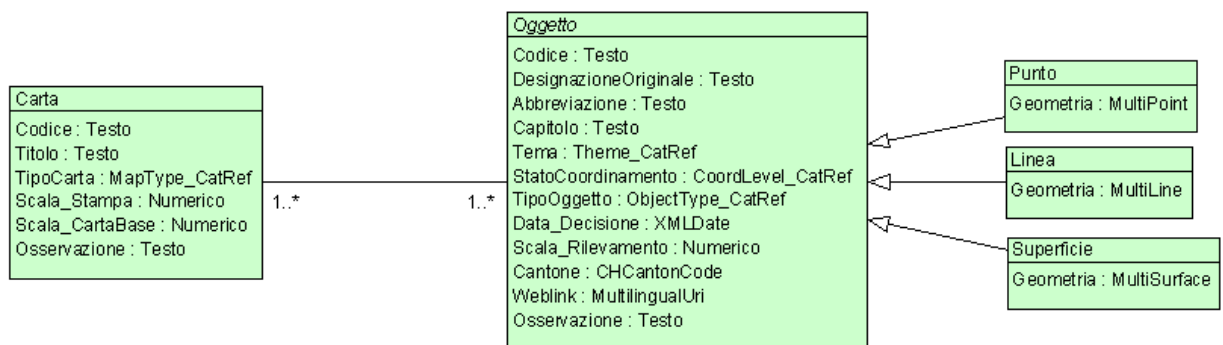 Carta
Codice : Testo
Titolo : Testo
TipoCarta : MapType_CatRef
Scala_Stampa : Numerico
Scala_CartaBase : Numerico
Osservazione : Testo
1..*
1..*
Oggetto
Codice : Testo
DesignazioneOriginale : Testo
Abbreviazione : Testo
Capitolo : Testo
Tema : Theme_CatRef
StatoCoordinamento : CoordLevel_CatRef
TipoOggetto : ObjectType_CatRef
Data_Decisione : XMLDate
Scala_Rilevamento : Numerico
Cantone : CHCantonCode
Weblink : MultilingualUri
Osservazione : Testo
Punto
Geometria : MultiPoint
Linea
Geometria : MultiLine
Superficie
Geometria : MultiSurface